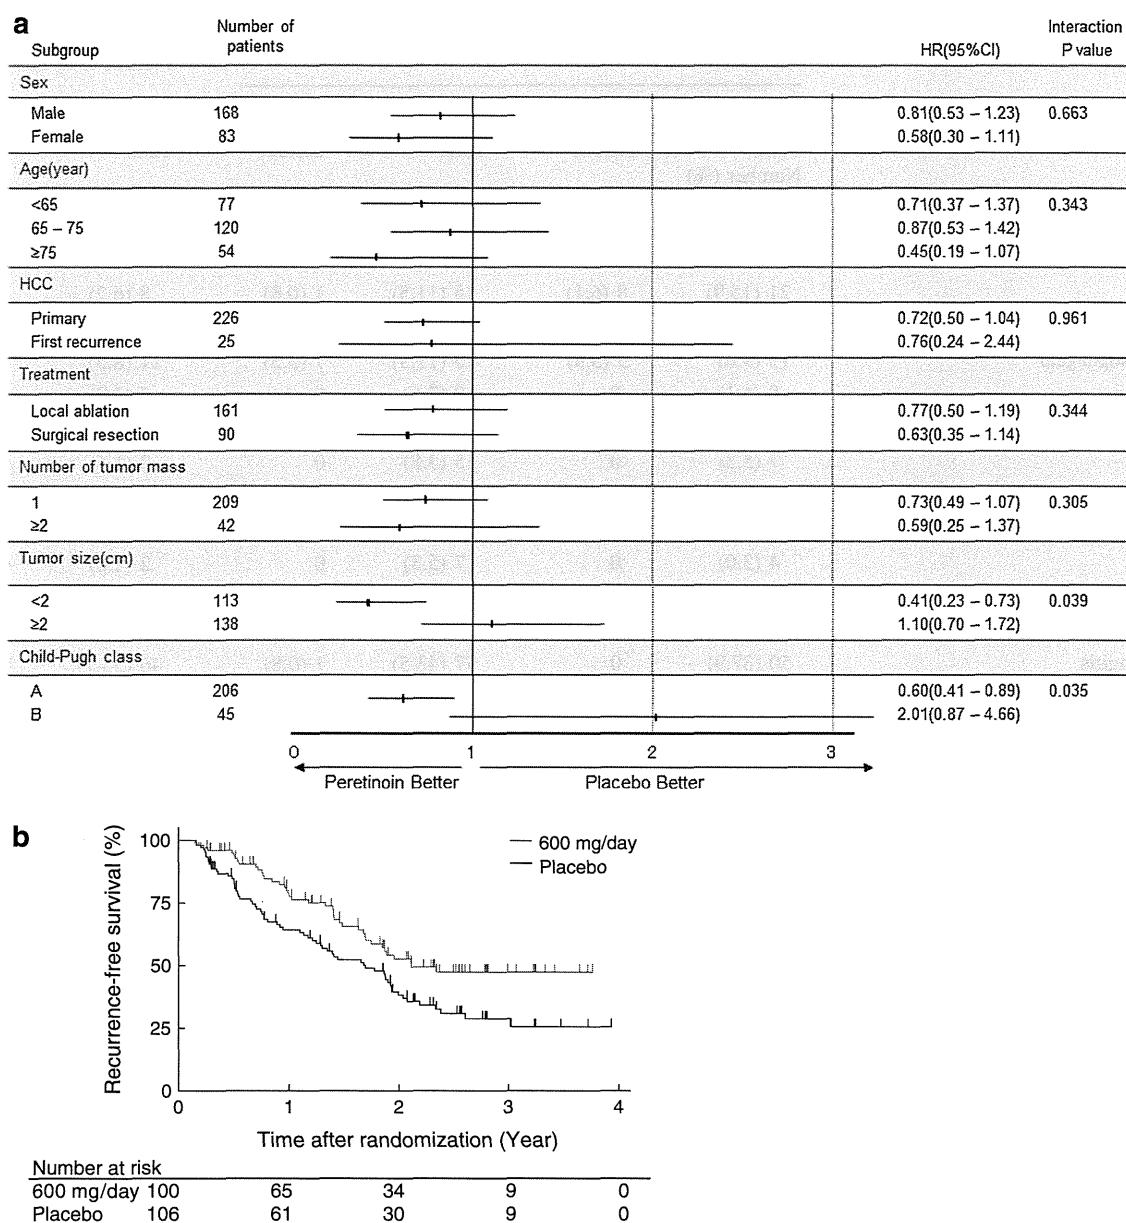 a
Subgroup Number of patients HR(95%CI) Interaction P value
Sex
Male 168 0.81(0.53 – 1.23) 0.663
Female 83 0.58(0.30 – 1.11)
Age(year)
<65 77 0.71(0.37 – 1.37) 0.343
65 – 75 120 0.87(0.53 – 1.42)
≥75 54 0.45(0.19 – 1.07)
HCC
Primary 226 0.72(0.50 – 1.04) 0.961
First recurrence 25 0.76(0.24 – 2.44)
Treatment
Local ablation 161 0.77(0.50 – 1.19) 0.344
Surgical resection 90 0.63(0.35 – 1.14)
Number of tumor mass
1 209 0.73(0.49 – 1.07) 0.305
≥2 42 0.59(0.25 – 1.37)
Tumor size(cm)
<2 113 0.41(0.23 – 0.73) 0.039
≥2 138 1.10(0.70 – 1.72)
Child-Pugh class
A 206 0.60(0.41 – 0.89) 0.035
B 45 2.01(0.87 – 4.66)
0 1 2 3
Peretinoin Better Placebo Better
b
Recurrence-free survival (%)
100
75
50
25
0
600 mg/day
Placebo
0 1 2 3 4
Time after randomization (Year)
Number at risk
600 mg/day 100 65 34 9 0
Placebo 106 61 30 9 0